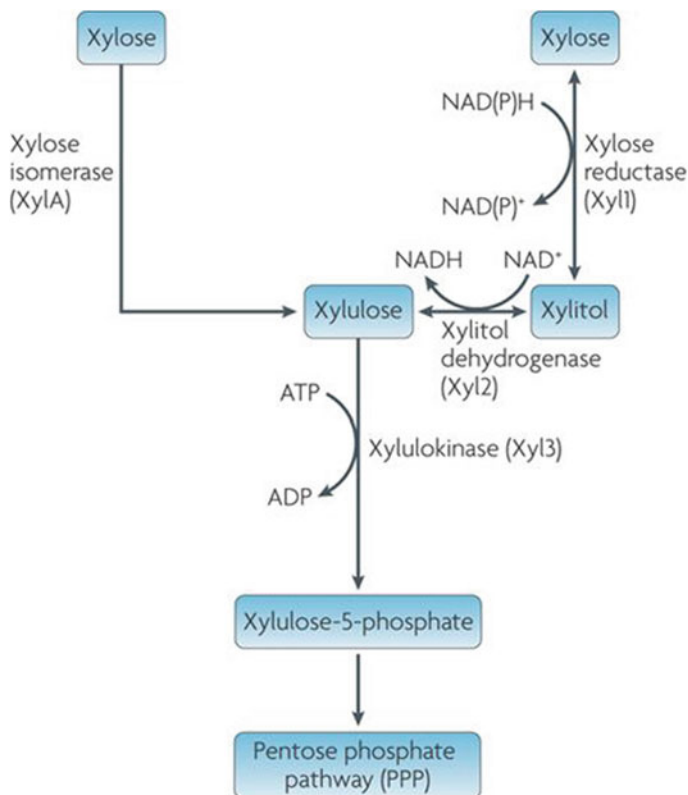 Xylose
Xylose
NAD(P)H
Xylose
isomerase
(XylA)
Xylose
reductase
(Xyl1)
NAD(P)⁺
NADH
NAD⁺
Xylulose
Xylitol
Xylitol
dehydrogenase
(Xyl2)
ATP
Xylulokinase (Xyl3)
ADP
Xylulose-5-phosphate
Pentose phosphate
pathway (PPP)